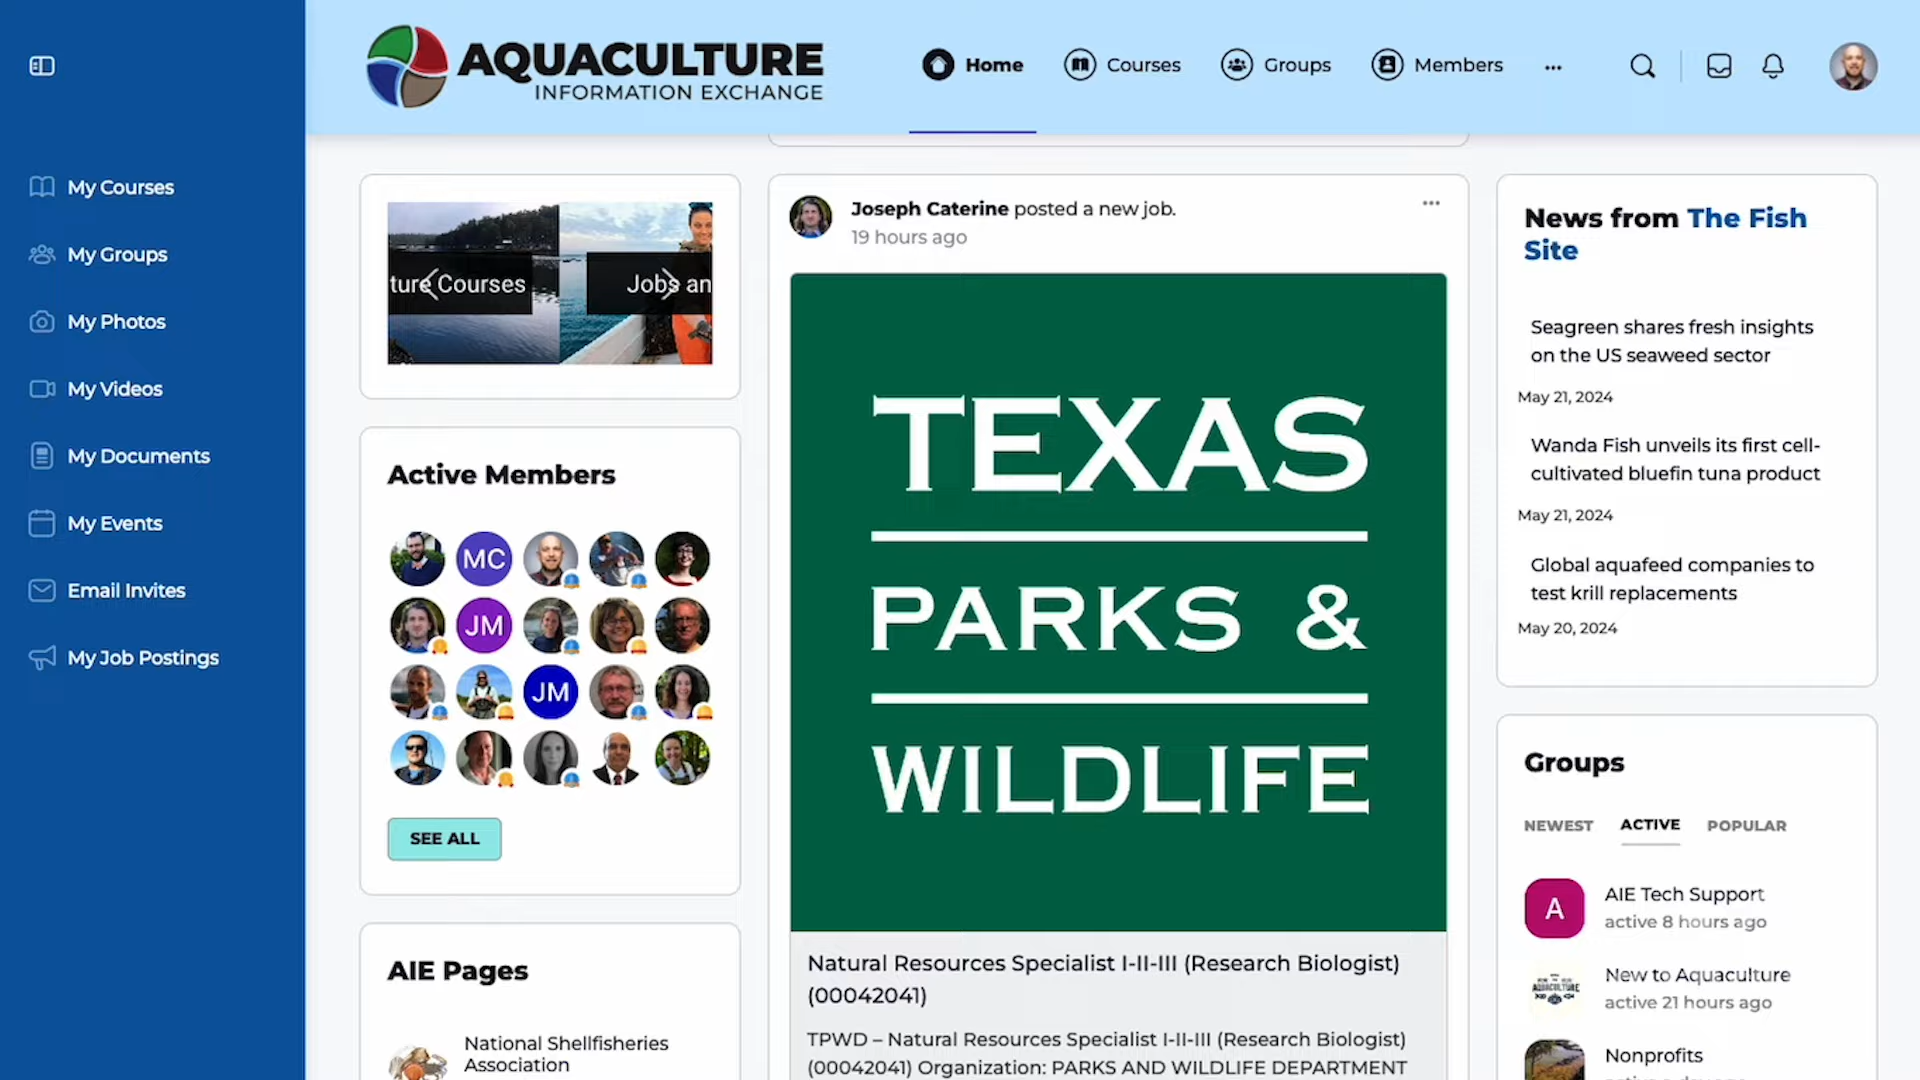 AQUACULTURE
INFORMATION EXCHANGE
Home
Courses
Groups
Members
My Courses
My Groups
My Photos
My Videos
My Documents
My Events
Email Invites
My Job Postings
ture Courses
Jobs an
Active Members
MC
JM
JM
SEE ALL
AIE Pages
National Shellfisheries
Association
Joseph Caterine posted a new job.
19 hours ago
TEXAS
PARKS &
WILDLIFE
Natural Resources Specialist I-II-III (Research Biologist)
(00042041)
TPWD – Natural Resources Specialist I-II-III (Research Biologist)
(00042041) Organization: PARKS AND WILDLIFE DEPARTMENT
News from The Fish
Site
Seagreen shares fresh insights
on the US seaweed sector
May 21, 2024
Wanda Fish unveils its first cell-
cultivated bluefin tuna product
May 21, 2024
Global aquafeed companies to
test krill replacements
May 20, 2024
Groups
NEWEST
ACTIVE
POPULAR
A
AIE Tech Support
active 8 hours ago
AQUACULTURE
New to Aquaculture
active 21 hours ago
Nonprofits